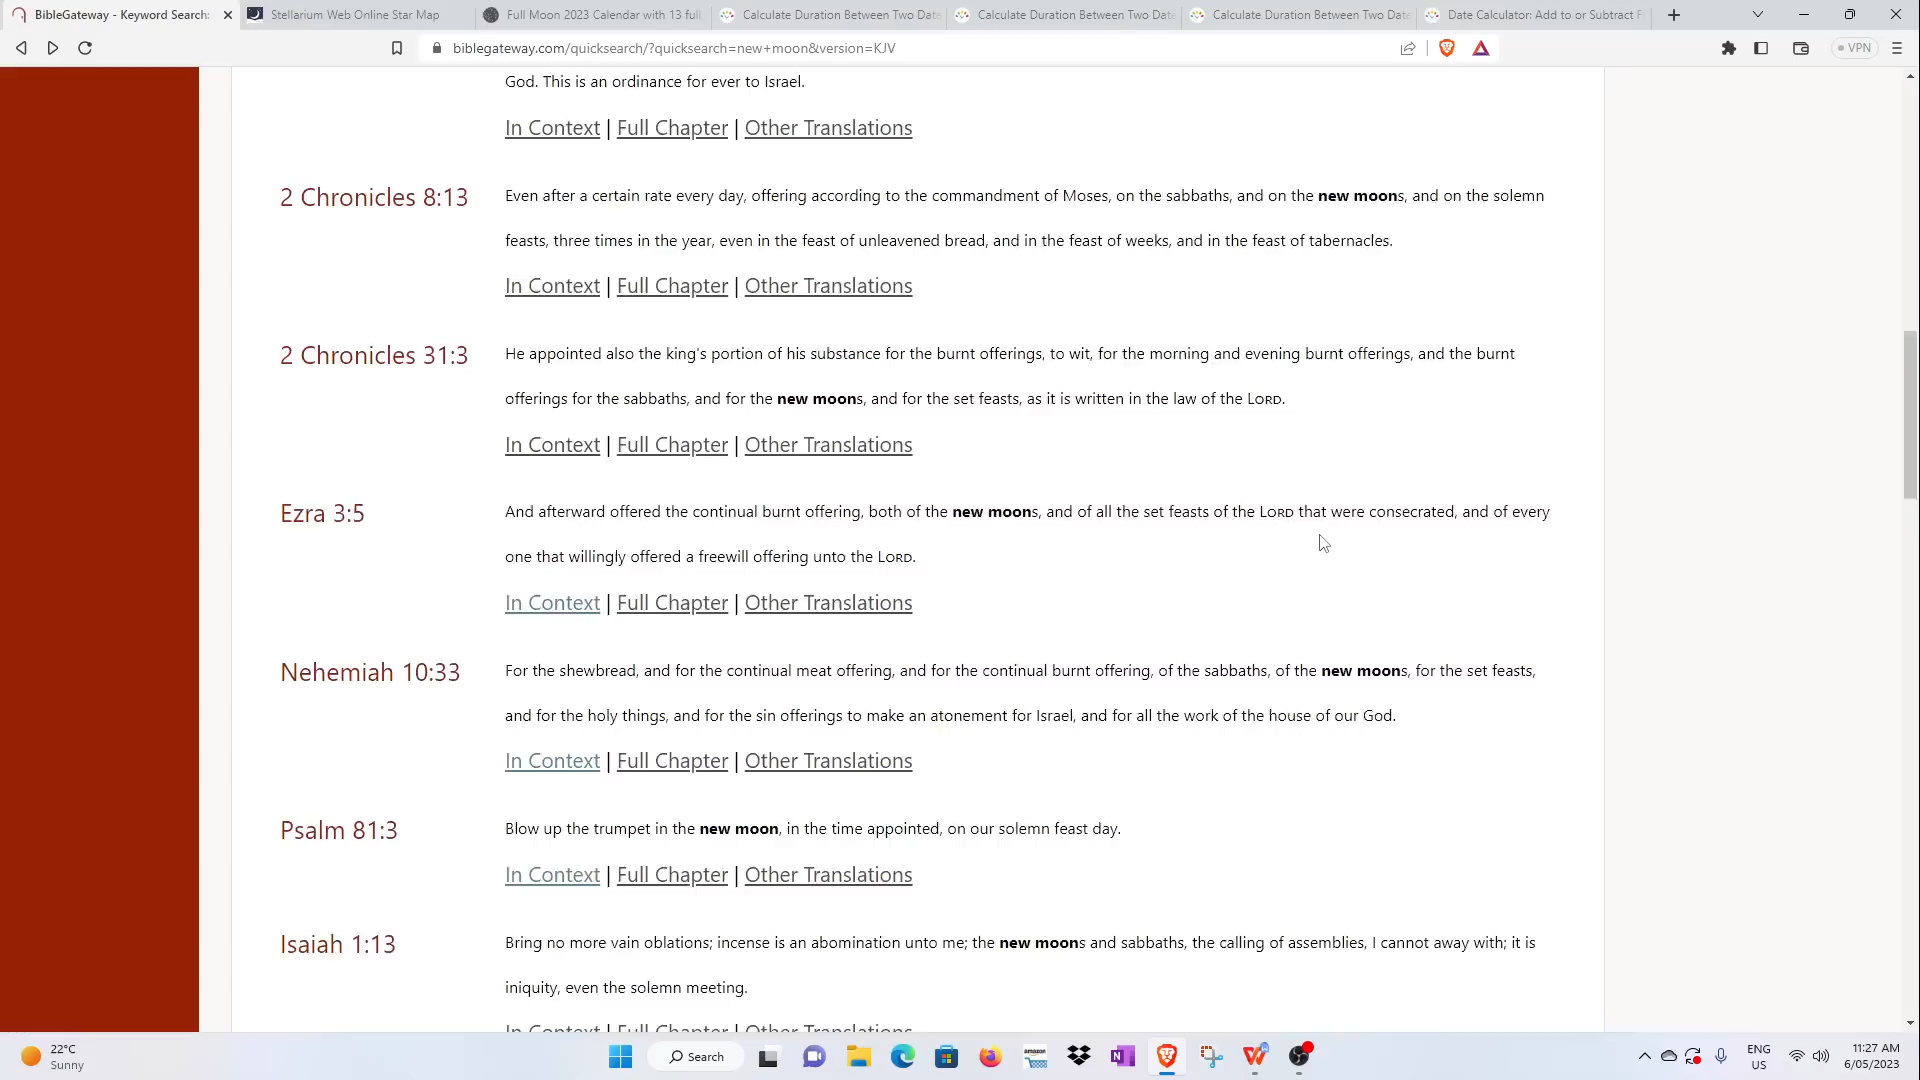 BibleGateway - Keyword Search:
Stellarium Web Online Star Map
Full Moon 2023 Calendar with 13 full
Calculate Duration Between Two Date
Calculate Duration Between Two Date
Calculate Duration Between Two Date
Date Calculator: Add to or Subtract F
biblegateway.com/quicksearch/?quicksearch=new+moon&version=KJV
VPN
God. This is an ordinance for ever to Israel.
In Context | Full Chapter | Other Translations
2 Chronicles 8:13
Even after a certain rate every day, offering according to the commandment of Moses, on the sabbaths, and on the new moons, and on the solemn
feasts, three times in the year, even in the feast of unleavened bread, and in the feast of weeks, and in the feast of tabernacles.
In Context | Full Chapter | Other Translations
2 Chronicles 31:3
He appointed also the king's portion of his substance for the burnt offerings, to wit, for the morning and evening burnt offerings, and the burnt
offerings for the sabbaths, and for the new moons, and for the set feasts, as it is written in the law of the LORD.
In Context | Full Chapter | Other Translations
Ezra 3:5
And afterward offered the continual burnt offering, both of the new moons, and of all the set feasts of the LORD that were consecrated, and of every
one that willingly offered a freewill offering unto the LORD.
In Context | Full Chapter | Other Translations
Nehemiah 10:33
For the shewbread, and for the continual meat offering, and for the continual burnt offering, of the sabbaths, of the new moons, for the set feasts,
and for the holy things, and for the sin offerings to make an atonement for Israel, and for all the work of the house of our God.
In Context | Full Chapter | Other Translations
Psalm 81:3
Blow up the trumpet in the new moon, in the time appointed, on our solemn feast day.
In Context | Full Chapter | Other Translations
Isaiah 1:13
Bring no more vain oblations; incense is an abomination unto me; the new moons and sabbaths, the calling of assemblies, I cannot away with; it is
iniquity, even the solemn meeting.
In Context | Full Chapter | Other Translations
22°C
Sunny
Search
amazon
ENG
US
11:27 AM
6/05/2023